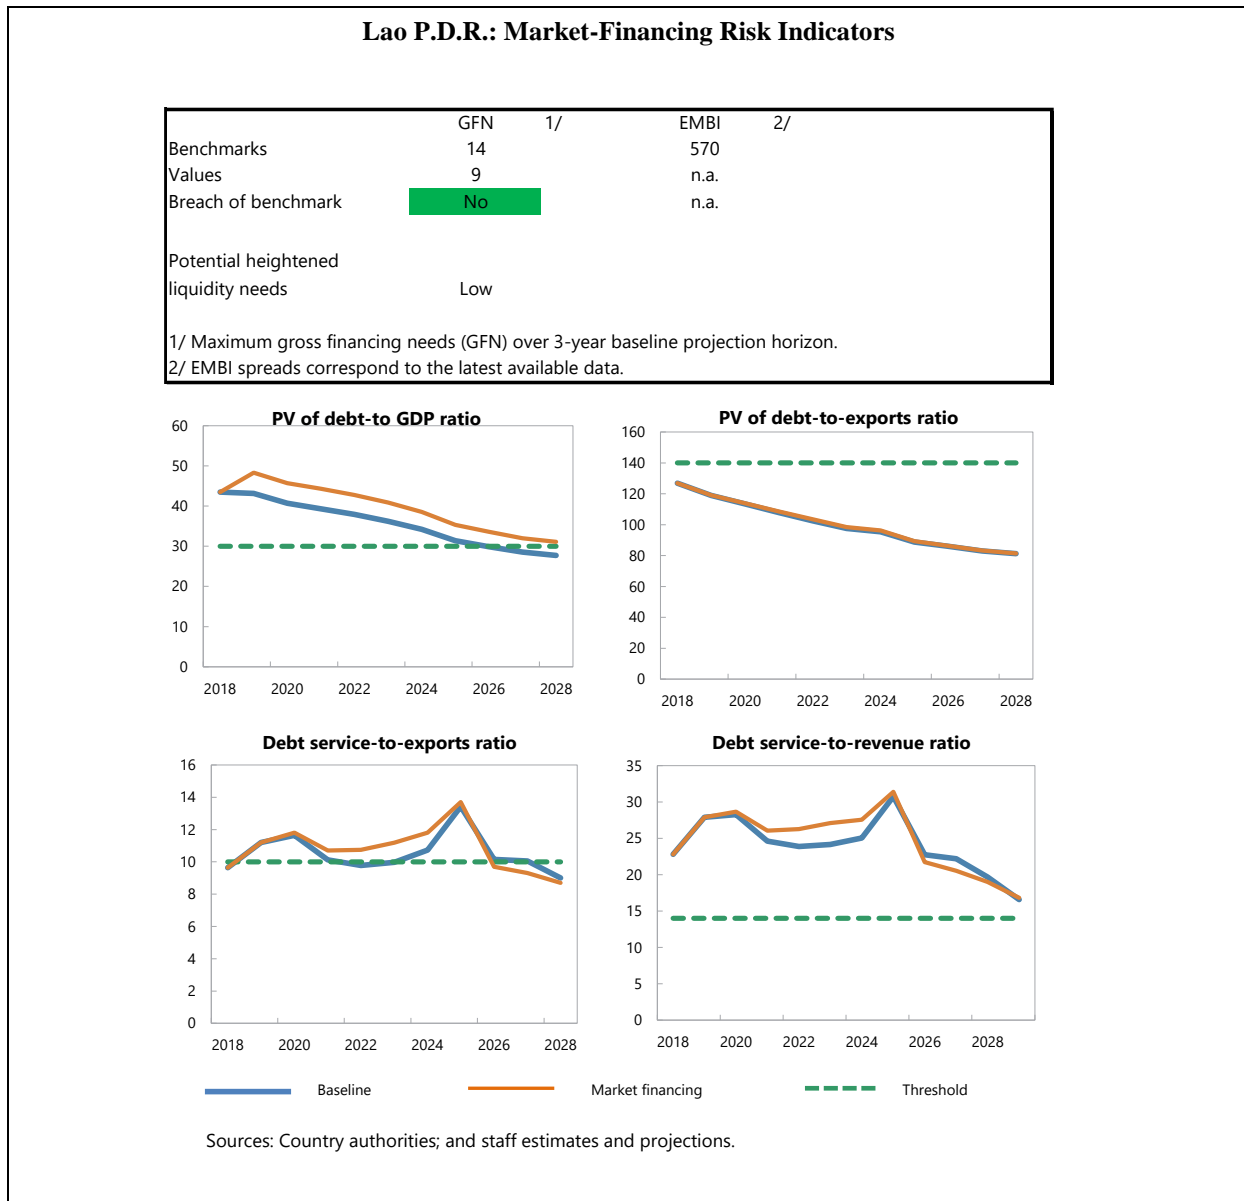 Lao P.D.R.: Market-Financing Risk Indicators
GFN 1/ EMBI 2/
Benchmarks 14 570
Values 9 n.a.
Breach of benchmark No n.a.
Potential heightened
liquidity needs Low
1/ Maximum gross financing needs (GFN) over 3-year baseline projection horizon.
2/ EMBI spreads correspond to the latest available data.
PV of debt-to GDP ratio
60
50
40
30
20
10
0
2018 2020 2022 2024 2026 2028
PV of debt-to-exports ratio
160
140
120
100
80
60
40
20
0
2018 2020 2022 2024 2026 2028
Debt service-to-exports ratio
16
14
12
10
8
6
4
2
0
2018 2020 2022 2024 2026 2028
Debt service-to-revenue ratio
35
30
25
20
15
10
5
0
2018 2020 2022 2024 2026 2028
Baseline Market financing Threshold
Sources: Country authorities; and staff estimates and projections.